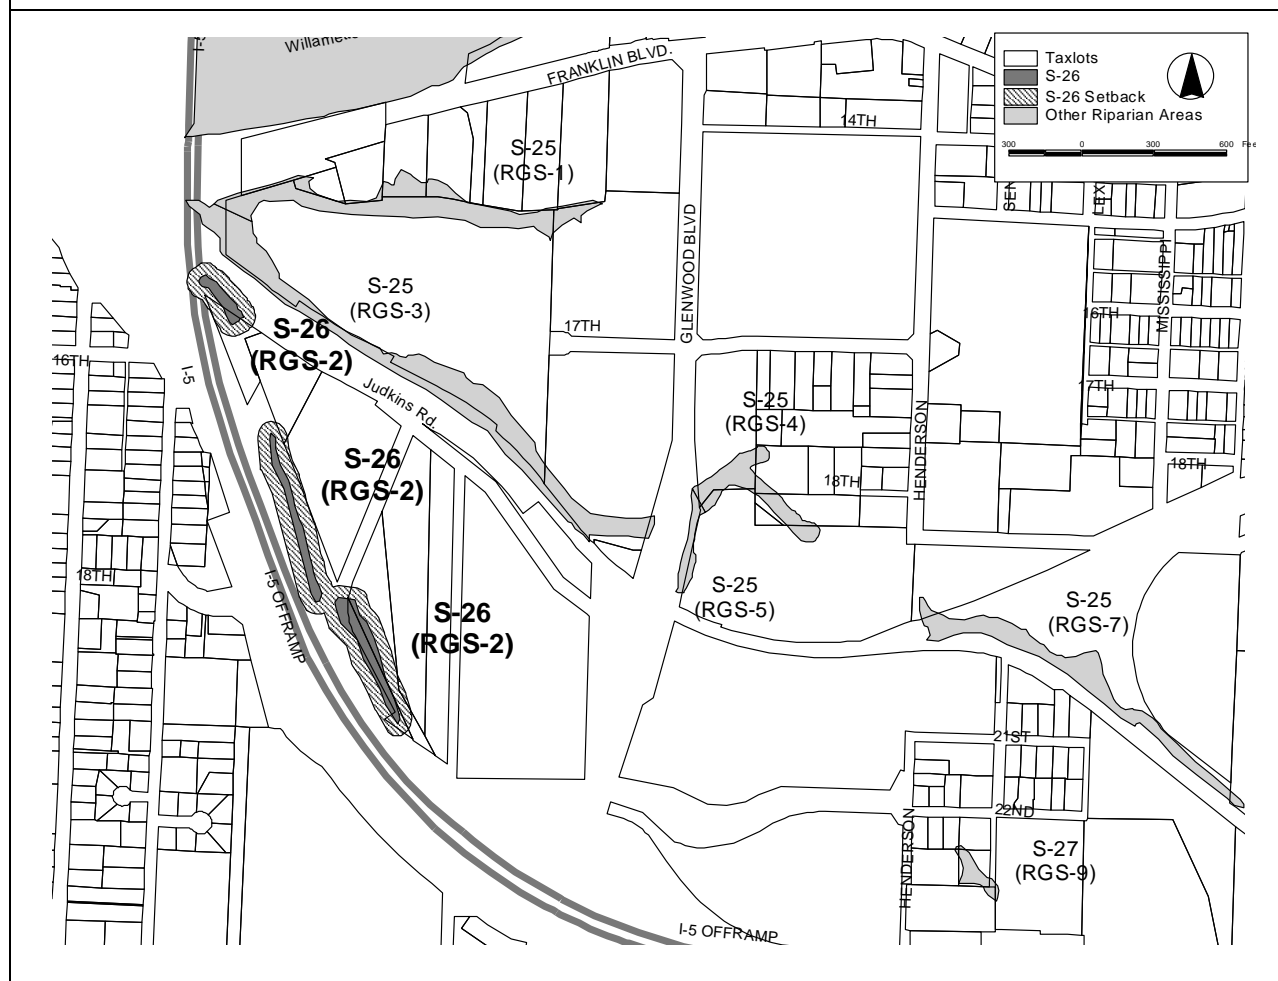 I-5
FRANKLIN BLVD.
Taxlots
S-26
S-26 Setback
Other Riparian Areas
300
0
300
600
14TH
S-25
(RGS-1)
GLENWOOD BLVD
MISSISSIPPI
S-25
(RGS-3)
S-26
(RGS-2)
17TH
16TH
16TH
I-5
Judkins Rd.
17TH
S-25
(RGS-4)
HENDERSON
S-26
(RGS-2)
18TH
18TH
18TH
I-5 OFFRAMP
S-25
(RGS-5)
S-25
(RGS-7)
S-26
(RGS-2)
21ST
22ND
HENDERSON
S-27
(RGS-9)
I-5 OFFRAMP